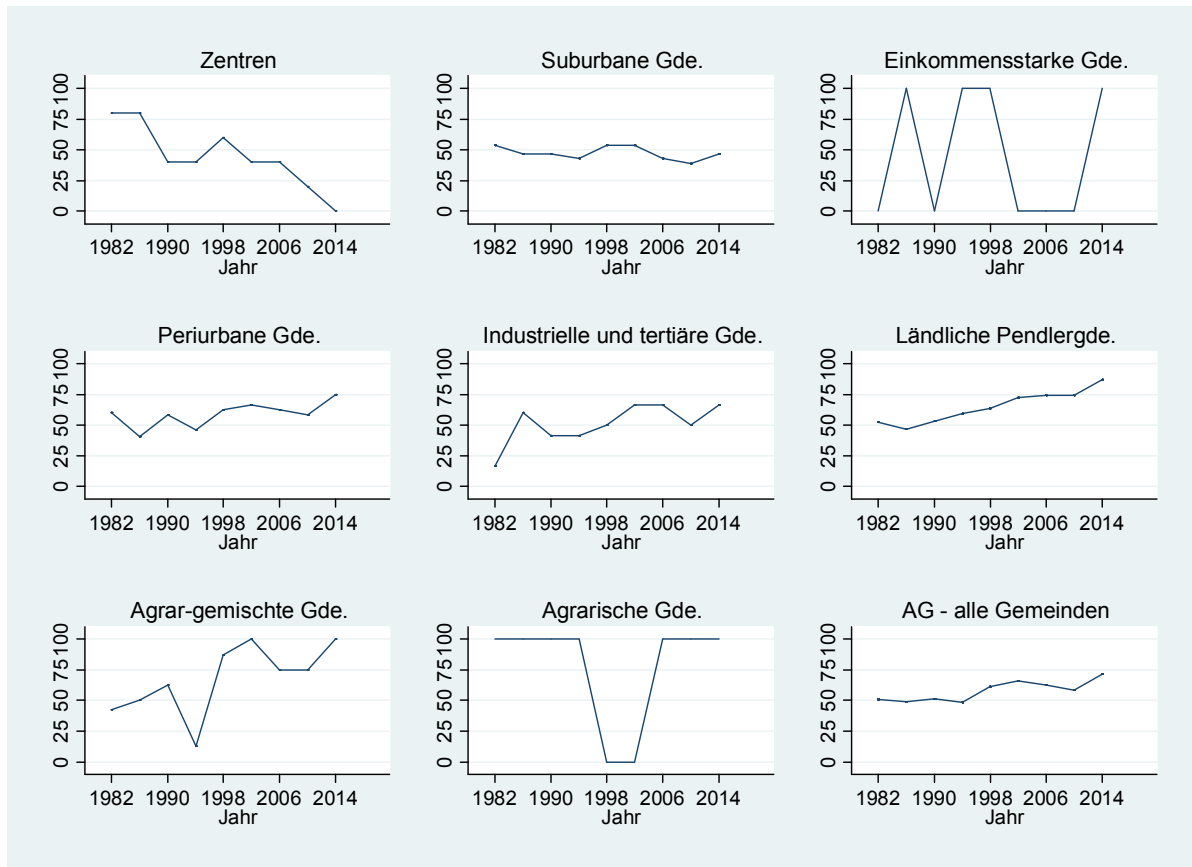 Zentren
100
75
50
25
0
1982 1990 1998 2006 2014
Jahr
Suburbane Gde.
100
75
50
25
0
1982 1990 1998 2006 2014
Jahr
Einkommensstarke Gde.
100
75
50
25
0
1982 1990 1998 2006 2014
Jahr
Periurbane Gde.
100
75
50
25
0
1982 1990 1998 2006 2014
Jahr
Industrielle und tertiäre Gde.
100
75
50
25
0
1982 1990 1998 2006 2014
Jahr
Ländliche Pendlergde.
100
75
50
25
0
1982 1990 1998 2006 2014
Jahr
Agrar-gemischte Gde.
100
75
50
25
0
1982 1990 1998 2006 2014
Jahr
Agrarische Gde.
100
75
50
25
0
1982 1990 1998 2006 2014
Jahr
AG - alle Gemeinden
100
75
50
25
0
1982 1990 1998 2006 2014
Jahr